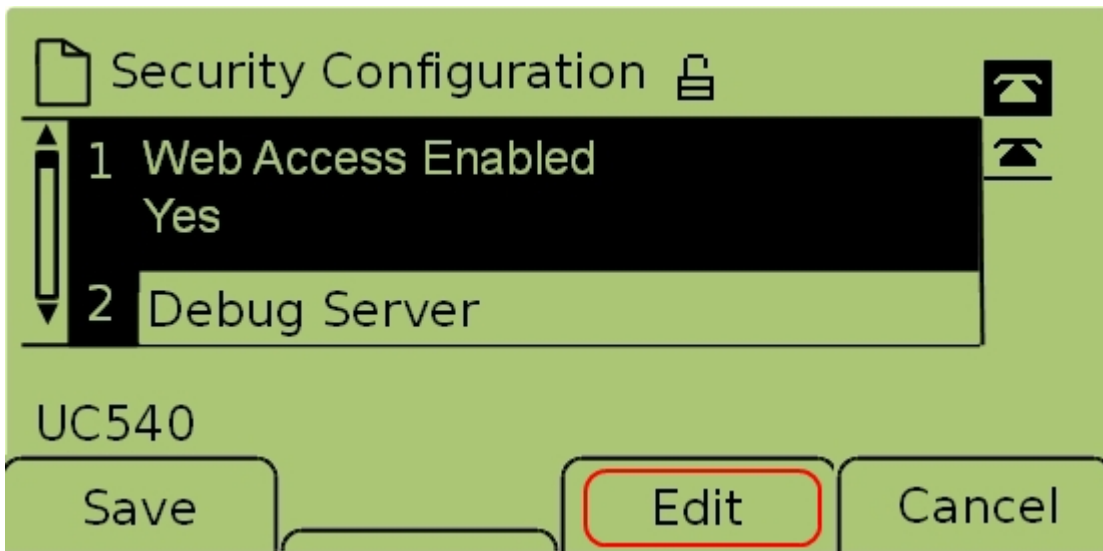 Security Configuration
1 Web Access Enabled
Yes
2 Debug Server
UC540
Save Edit Cancel